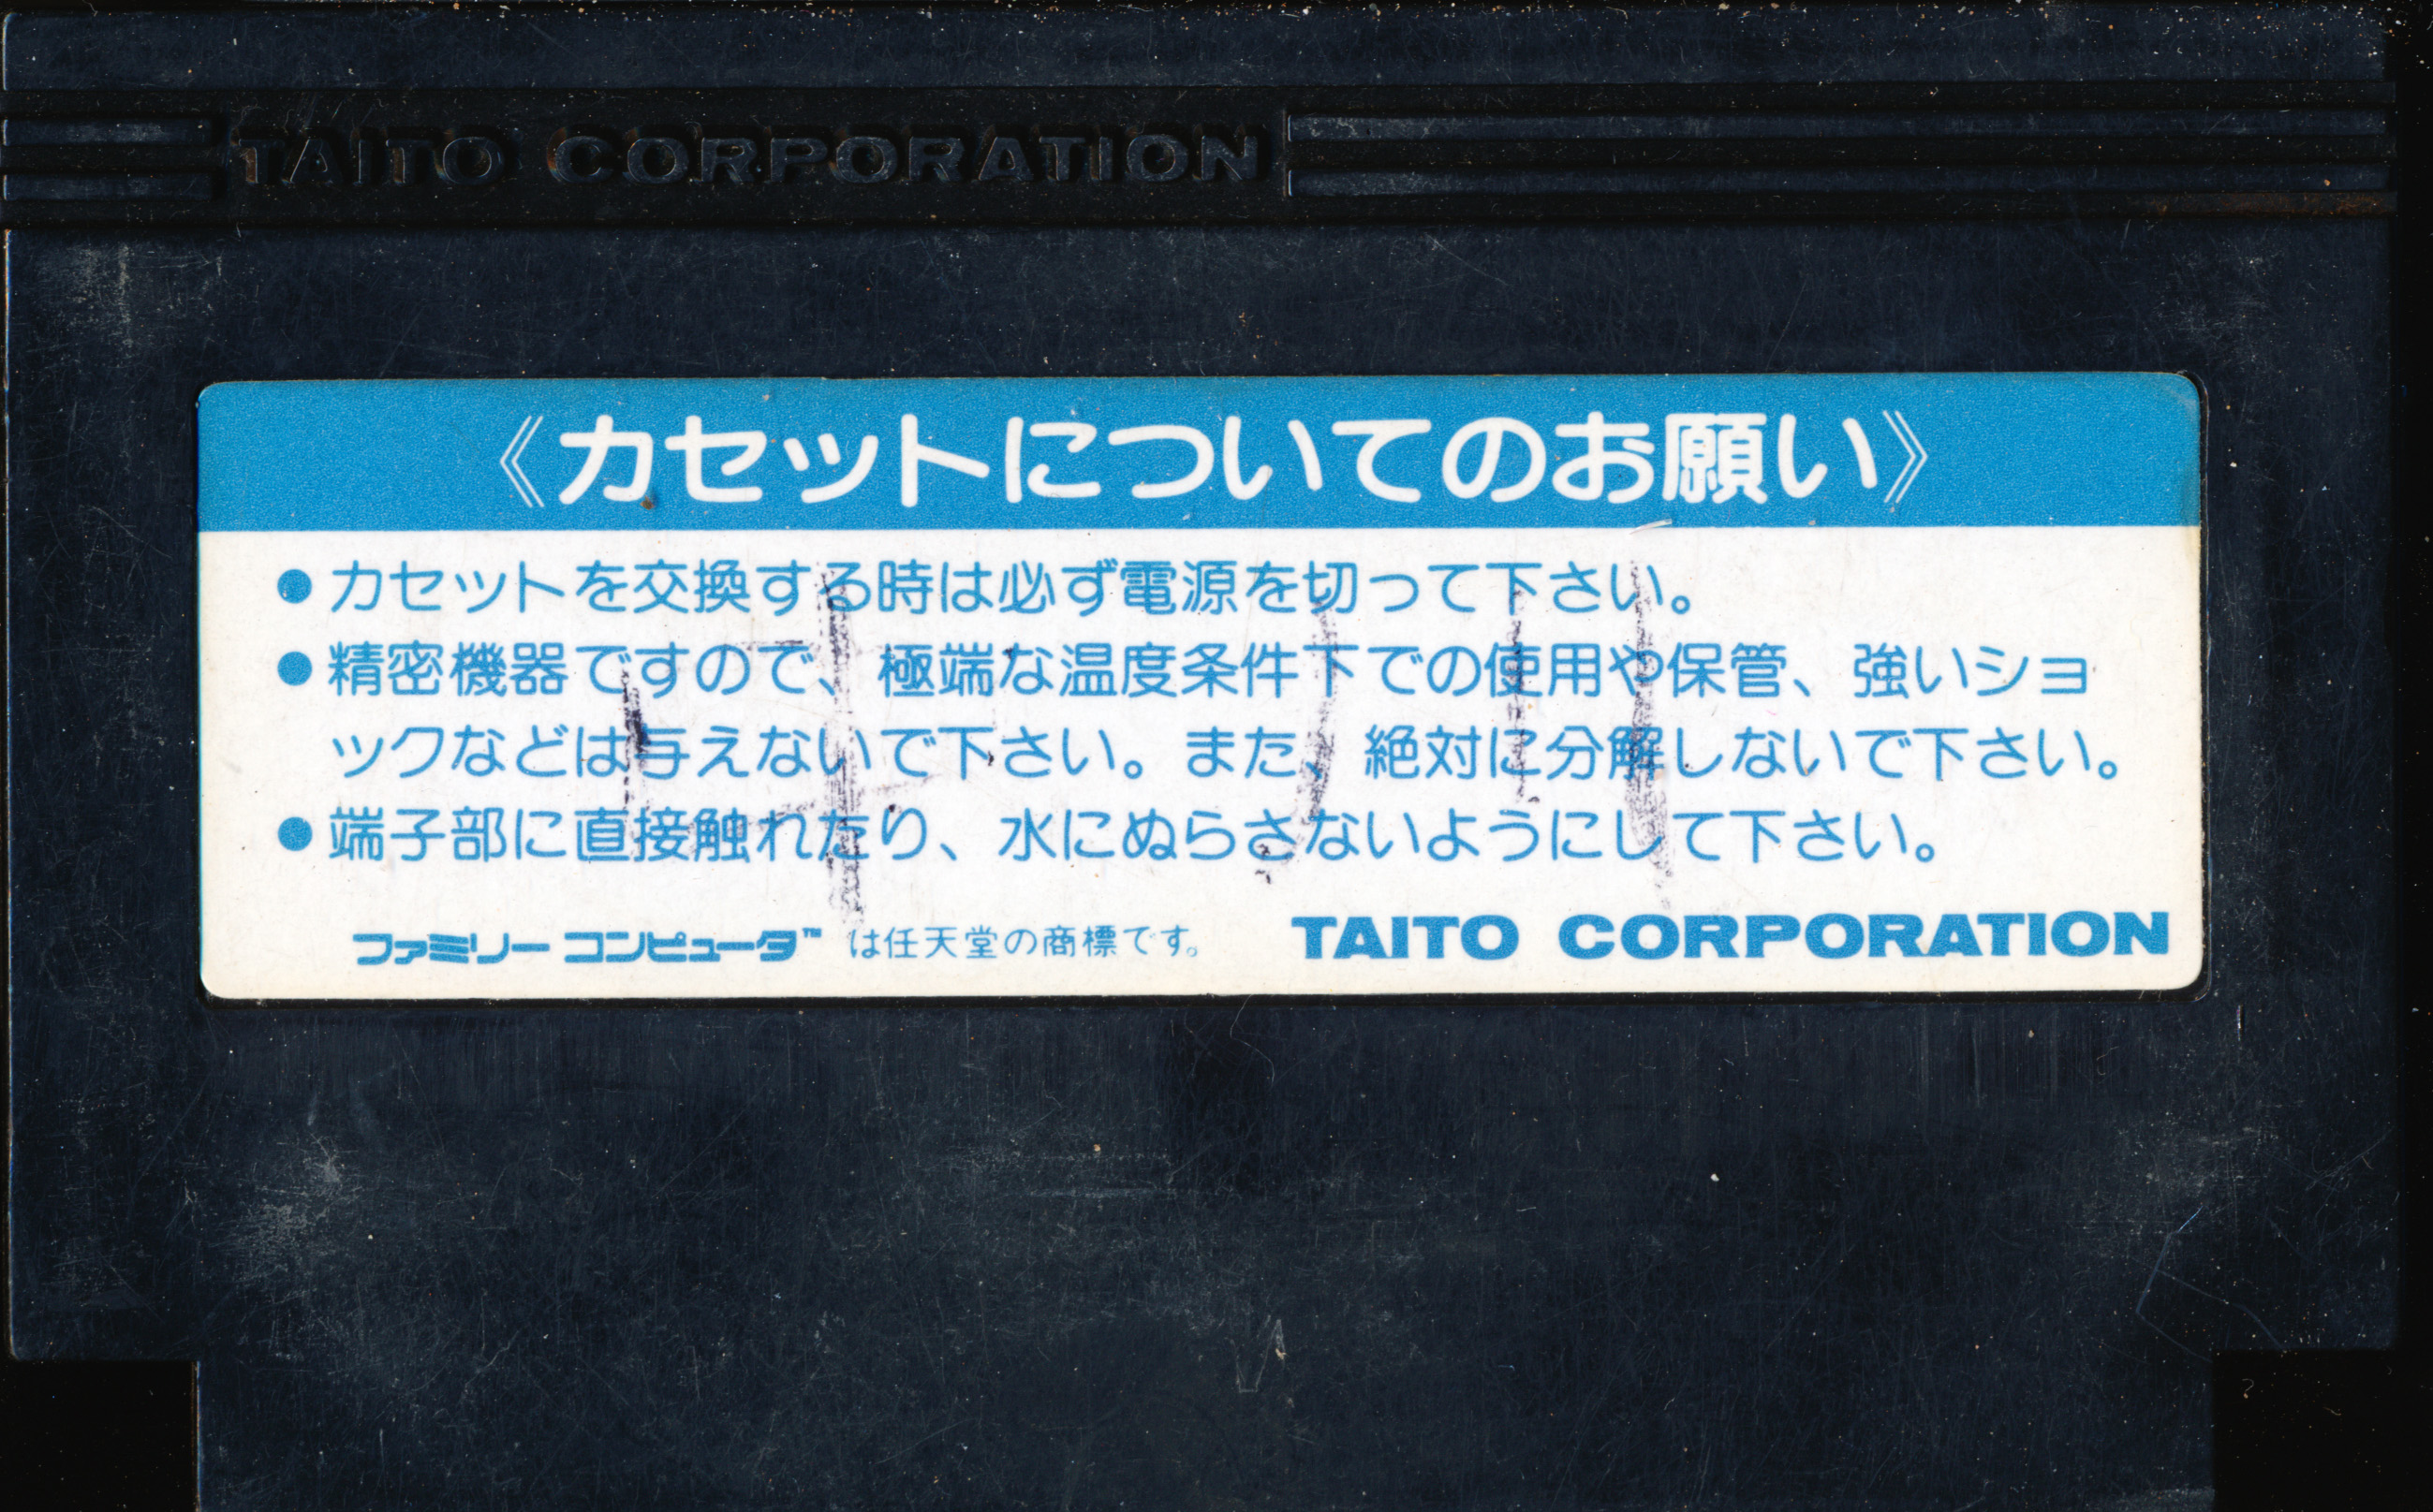 TAITO CORPORATION
《カセットについてのお願い》
●カセットを交換する時は必ず電源を切って下さい。
●精密機器ですので、極端な温度条件下での使用や保管、強いショ
ックなどは与えないで下さい。また、絶対に分解しないで下さい。
●端子部に直接触れたり、水にぬらさないようにして下さい。
ファミリー コンピュータ™ は任天堂の商標です。 TAITO CORPORATION